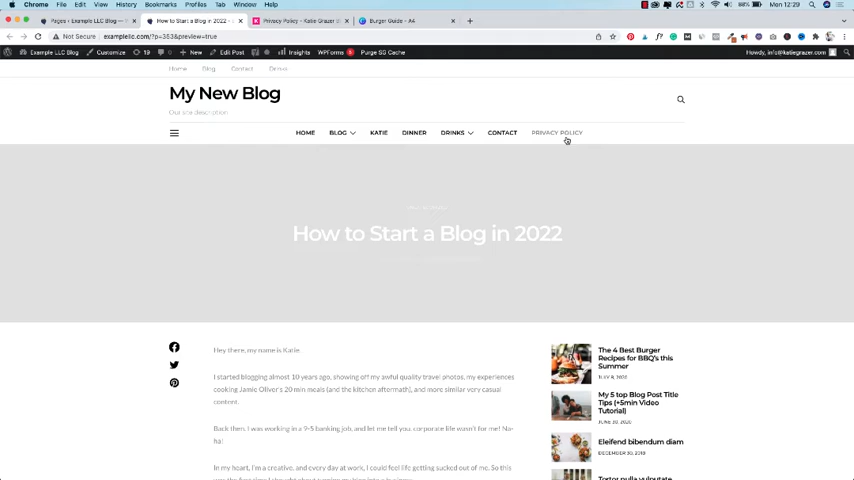 Chrome File Edit View History Bookmarks Profiles Tab Window Help 88% Mon 12:29
Pages ‹ Example LLC Blog — How to Start a Blog in 2022 – Privacy Policy - Katie Grazer Burger Guide - A4
Not Secure examplellc.com/?p=353&preview=true
Example LLC Blog Customize 19 0 New Edit Post Insights WPForms Purge SG Cache Howdy, info@katiegrazer.com
Home Blog Contact
My New Blog
Our site description
HOME BLOG KATIE DINNER DRINKS CONTACT PRIVACY POLICY
How to Start a Blog in 2022
Hey there, my name is Katie.
I started blogging almost 10 years ago, showing off my awful quality travel photos, my experiences
cooking Jamie Oliver's 20 min meals (and the kitchen aftermath), and more similar very casual
content.
Back then, I was working in a 9-5 banking job, and let me tell you, corporate life wasn't for me! Na-
ha!
In my heart, I'm a creative, and every day at work, I could feel life getting sucked out of me. So this
The 4 Best Burger
Recipes for BBQ's this
Summer
JULY 9, 2020
My 5 top Blog Post Title
Tips (+5min Video
Tutorial)
JUNE 30, 2020
Eleifend bibendum diam
DECEMBER 30, 2018
Tortor nulla vulputate